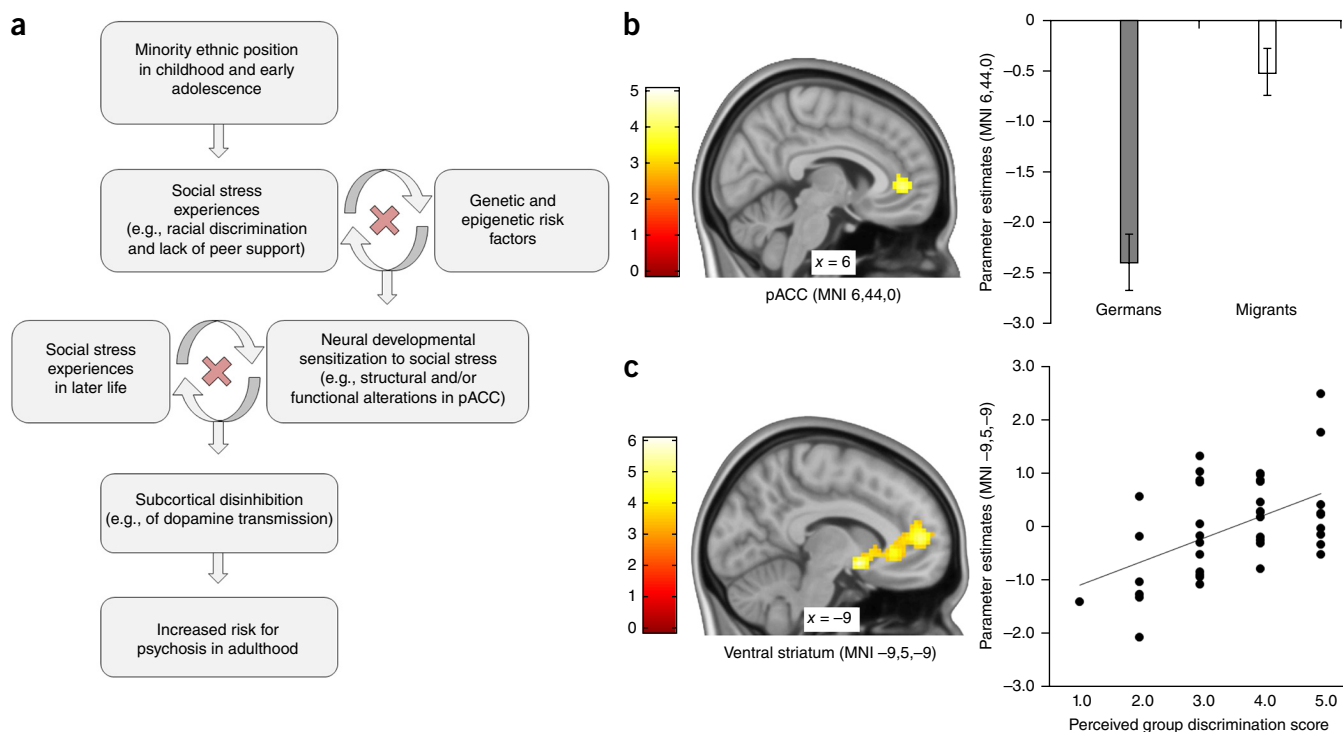 a
Minority ethnic position
in childhood and early
adolescence
Social stress
experiences
(e.g., racial discrimination
and lack of peer support)
Genetic and
epigenetic risk
factors
Social stress
experiences
in later life
Neural developmental
sensitization to social stress
(e.g., structural and/or
functional alterations in pACC)
Subcortical disinhibition
(e.g., of dopamine transmission)
Increased risk for
psychosis in adulthood
b
5
4
3
2
1
0
x = 6
pACC (MNI 6,44,0)
Parameter estimates (MNI 6,44,0)
0
–0.5
–1.0
–1.5
–2.0
–2.5
–3.0
Germans
Migrants
c
6
5
4
3
2
1
0
x = –9
Ventral striatum (MNI –9,5,–9)
Parameter estimates (MNI –9,5,–9)
3.0
2.0
1.0
0
–1.0
–2.0
–3.0
1.0
2.0
3.0
4.0
5.0
Perceived group discrimination score